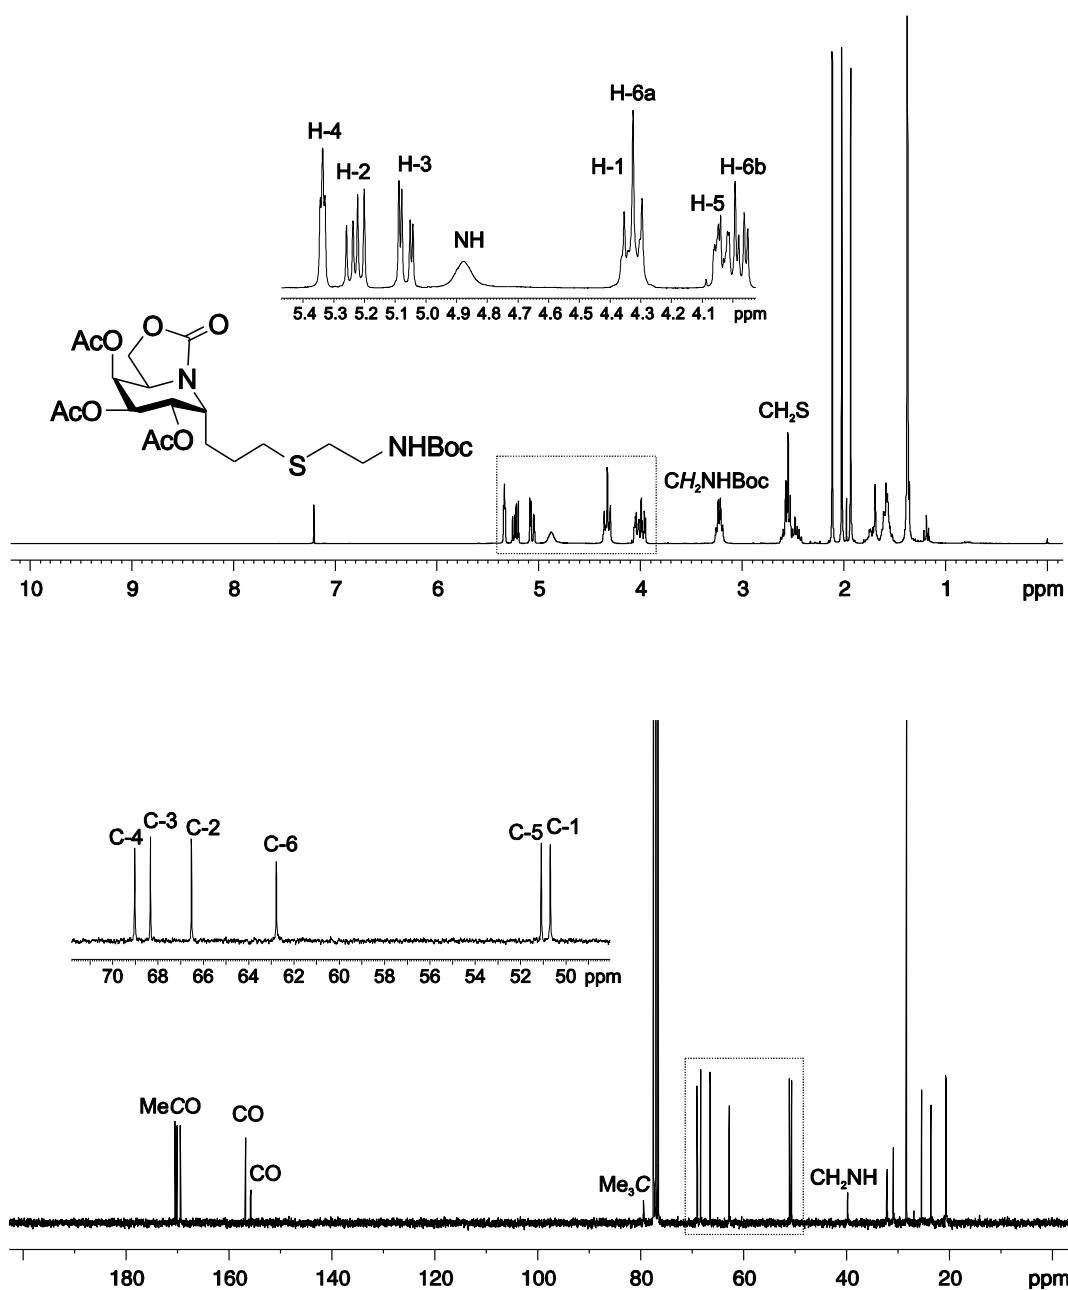 H-6a
H-4
H-2
H-3
H-1
H-6b
H-5
NH
5.4 5.3 5.2 5.1 5.0 4.9 4.8 4.7 4.6 4.5 4.4 4.3 4.2 4.1 ppm
O
O
AcO
N
AcO
AcO
S
NHBoc
CH2S
CH2NHBoc
10 9 8 7 6 5 4 3 2 1 ppm
C-4
C-3
C-2
C-6
C-5
C-1
70 68 66 64 62 60 58 56 54 52 50 ppm
MeCO
CO
CO
Me3C
CH2NH
180 160 140 120 100 80 60 40 20 ppm